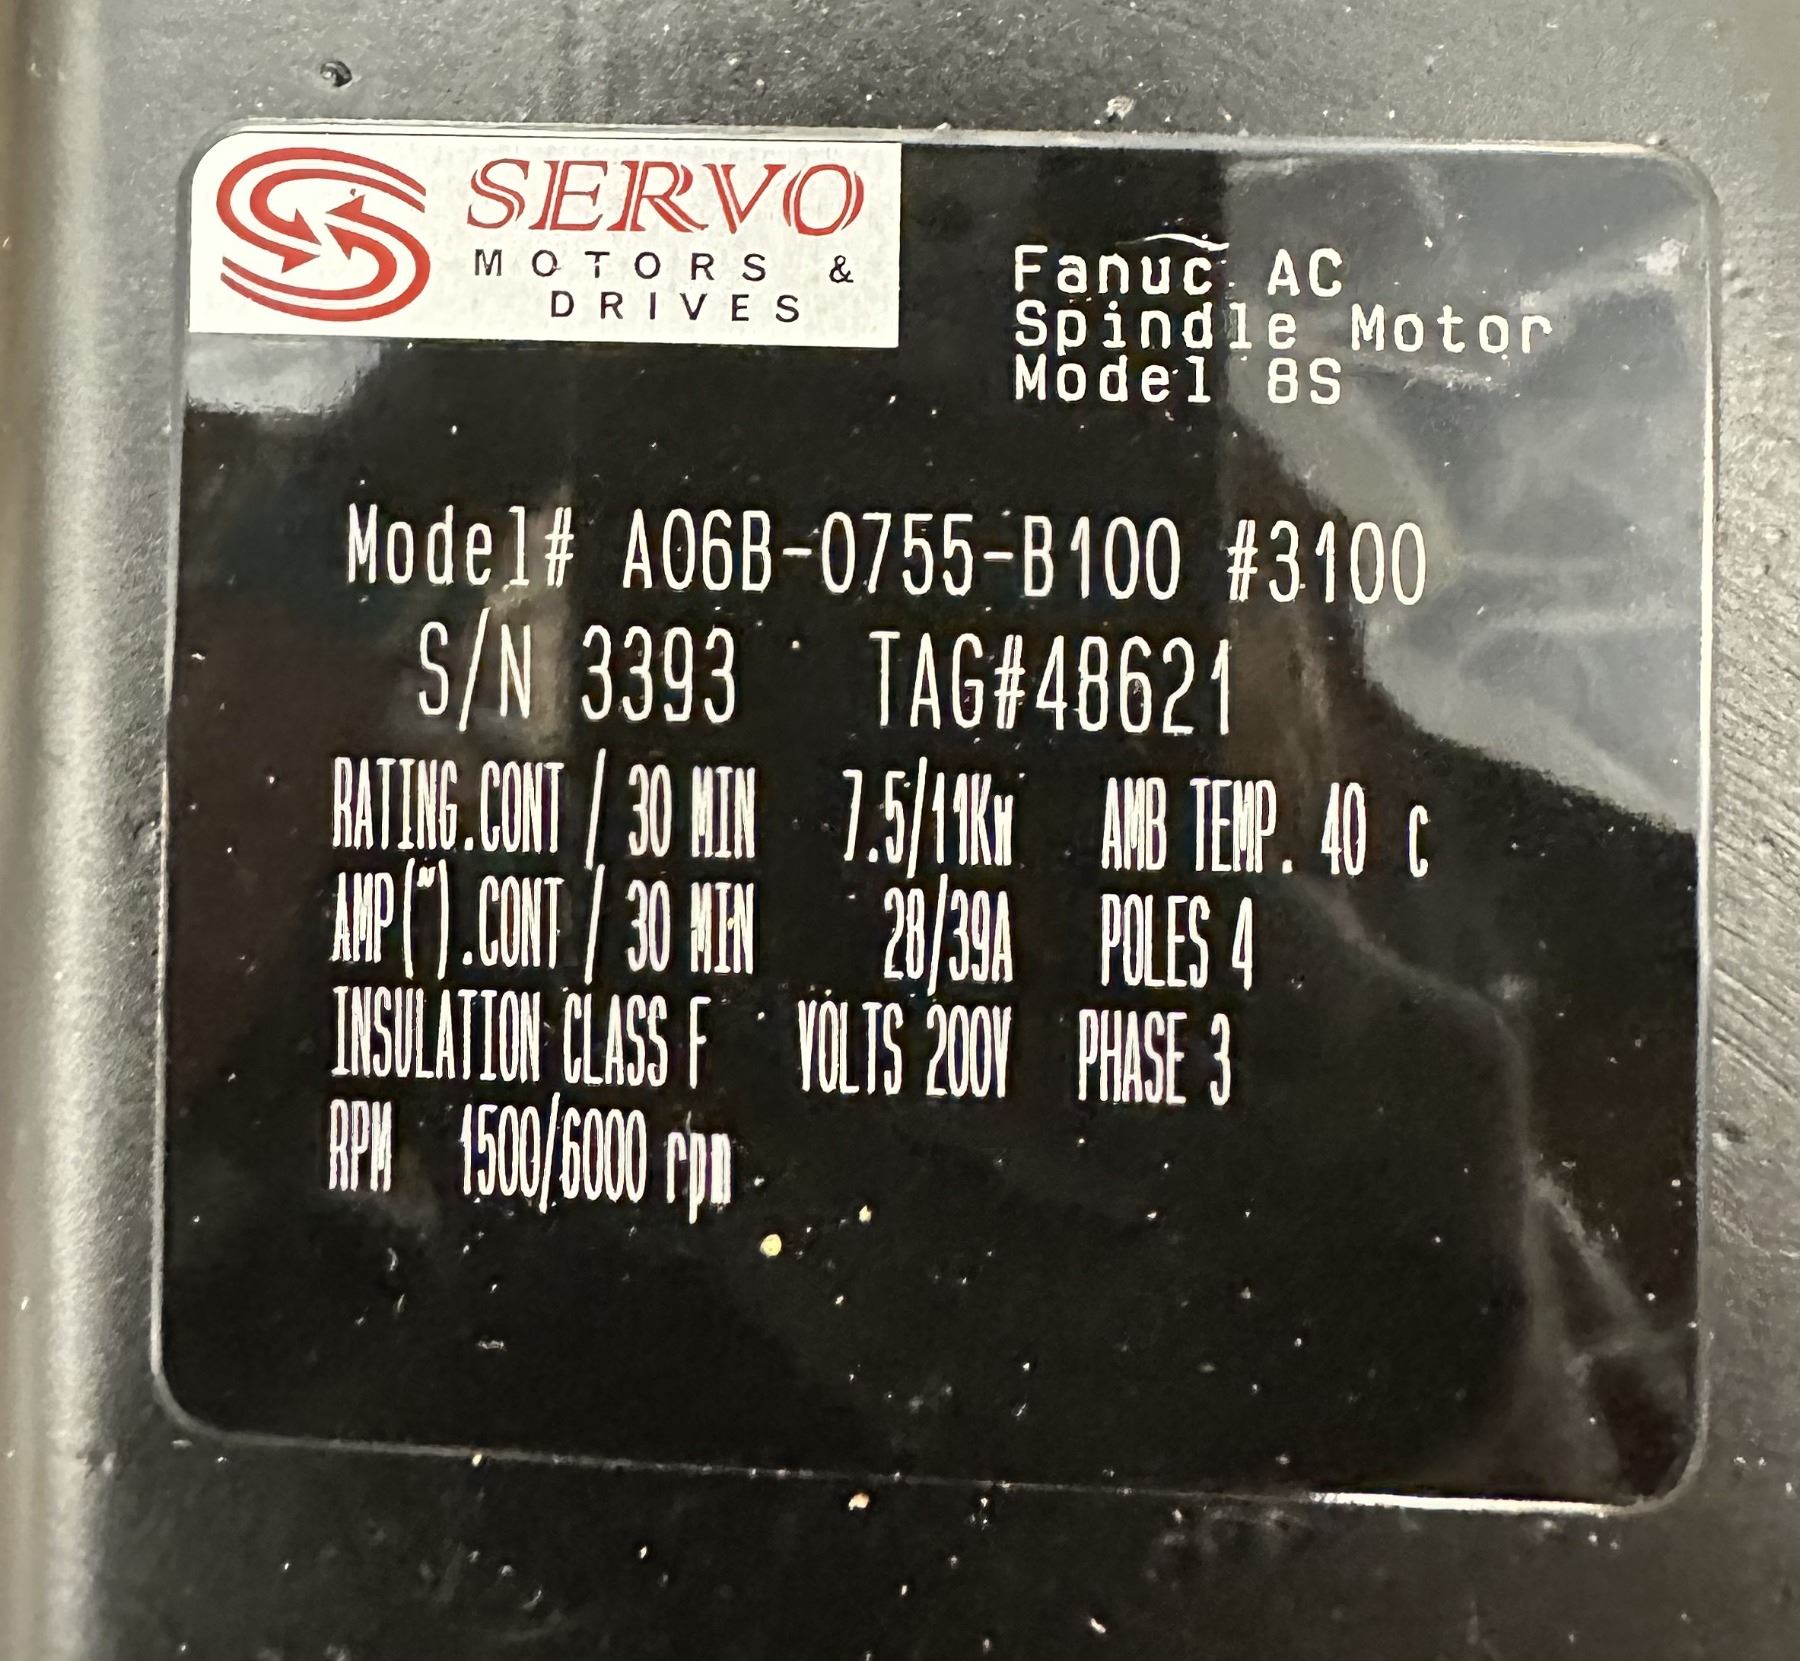 SERVO
MOTORS &
DRIVES
Fanuc AC
Spindle Motor
Model 8S
Model# A06B-0755-B100 #3100
S/N 3393 TAG#48621
RATING.CONT / 30 MIN 7.5/11Kw AMB TEMP. 40 c
AMP(~).CONT / 30 MIN 28/39A POLES 4
INSULATION CLASS F VOLTS 200V PHASE 3
RPM 1500/6000 rpm